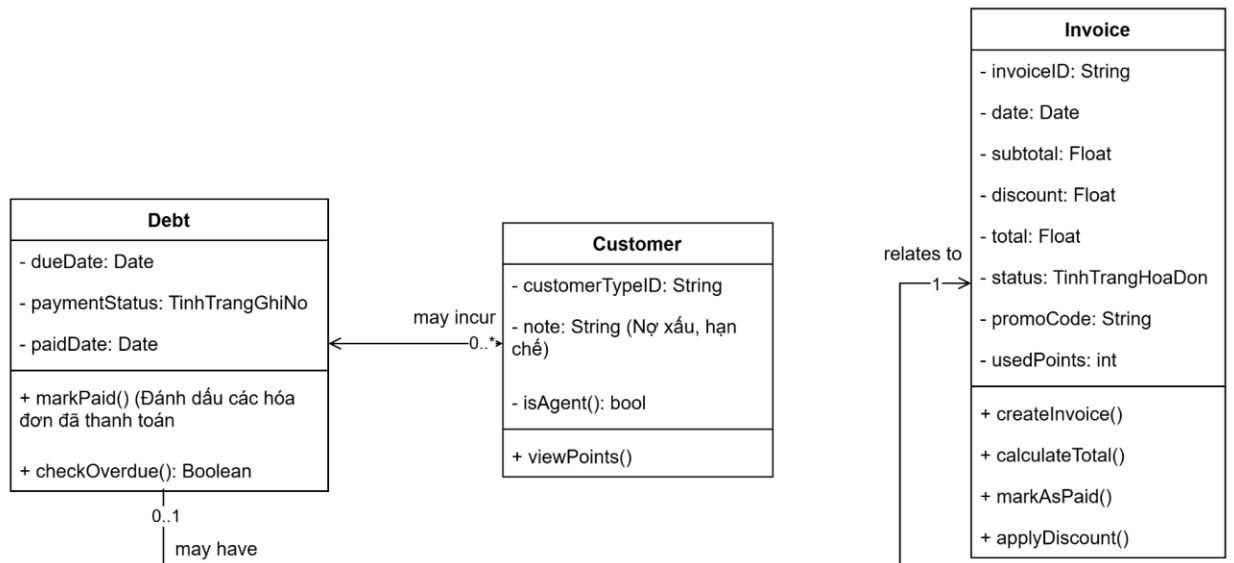 Invoice
- invoiceID: String
- date: Date
- subtotal: Float
- discount: Float
- total: Float
- status: TinhTrangHoaDon
- promoCode: String
- usedPoints: int
+ createInvoice()
+ calculateTotal()
+ markAsPaid()
+ applyDiscount()
relates to
1
Debt
- dueDate: Date
- paymentStatus: TinhTrangGhiNo
- paidDate: Date
+ markPaid() (Đánh dấu các hóa
đơn đã thanh toán
+ checkOverdue(): Boolean
0..1
may have
may incur
0..*
Customer
- customerTypeID: String
- note: String (Nợ xấu, hạn
chế)
- isAgent(): bool
+ viewPoints()